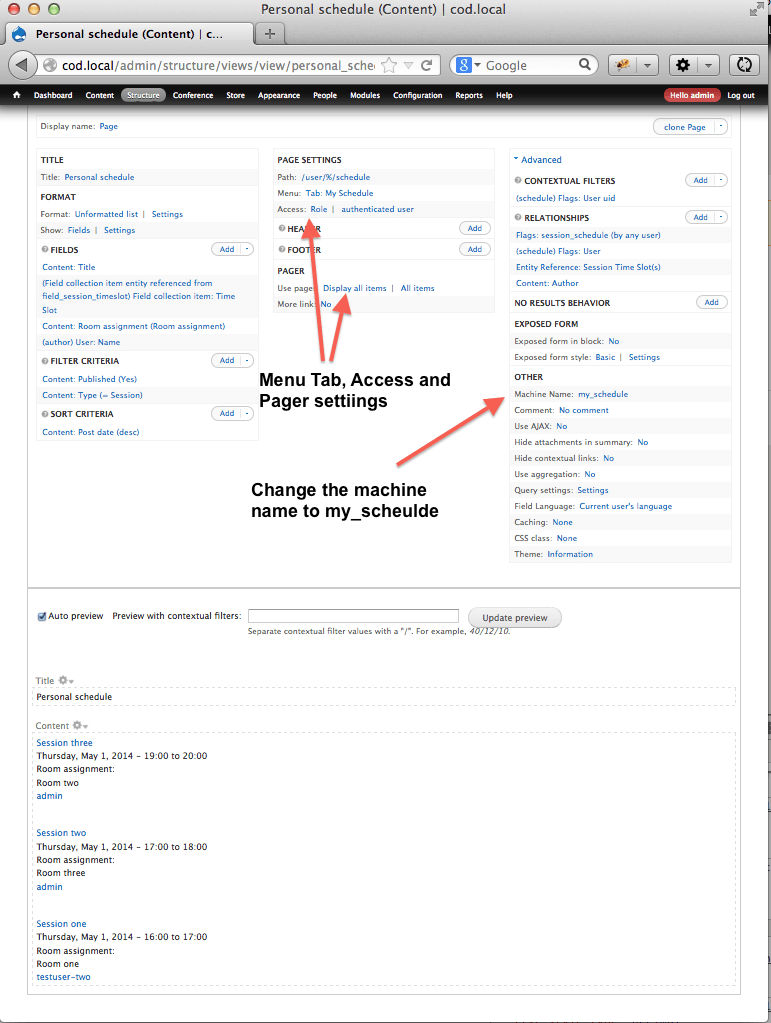 Personal schedule (Content) | cod.local
Personal schedule (Content) | c...
cod.local/admin/structure/views/view/personal_sche
Google
Dashboard Content Structure Conference Store Appearance People Modules Configuration Reports Help Hello admin Log out
Display name: Page
clone Page
TITLE
Title: Personal schedule
FORMAT
Format: Unformatted list | Settings
Show: Fields | Settings
FIELDS
Add
Content: Title
(Field collection item entity referenced from
field_session_timeslot) Field collection item: Time
Slot
Content: Room assignment (Room assignment)
(author) User: Name
FILTER CRITERIA
Add
Content: Published (Yes)
Content: Type (= Session)
SORT CRITERIA
Add
Content: Post date (desc)
PAGE SETTINGS
Path: /user/%/schedule
Menu: Tab: My Schedule
Access: Role | authenticated user
HEADER
Add
FOOTER
Add
PAGER
Use page Display all items | All items
More link: No
Menu Tab, Access and
Pager settiings
Change the machine
name to my_scheulde
Advanced
CONTEXTUAL FILTERS
Add
(schedule) Flags: User uid
RELATIONSHIPS
Add
Flags: session_schedule (by any user)
(schedule) Flags: User
Entity Reference: Session Time Slot(s)
Content: Author
NO RESULTS BEHAVIOR
Add
EXPOSED FORM
Exposed form in block: No
Exposed form style: Basic | Settings
OTHER
Machine Name: my_schedule
Comment: No comment
Use AJAX: No
Hide attachments in summary: No
Hide contextual links: No
Use aggregation: No
Query settings: Settings
Field Language: Current user's language
Caching: None
CSS class: None
Theme: Information
Auto preview Preview with contextual filters:
Update preview
Separate contextual filter values with a "/". For example, 40/12/10.
Title
Personal schedule
Content
Session three
Thursday, May 1, 2014 - 19:00 to 20:00
Room assignment:
Room two
admin
Session two
Thursday, May 1, 2014 - 17:00 to 18:00
Room assignment:
Room three
admin
Session one
Thursday, May 1, 2014 - 16:00 to 17:00
Room assignment:
Room one
testuser-two